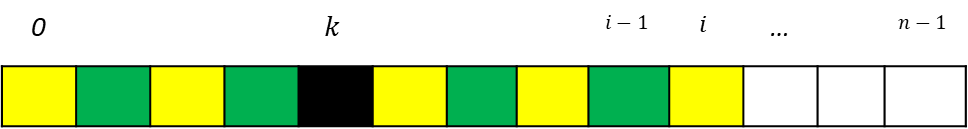 0 k i − 1 i ... n − 1